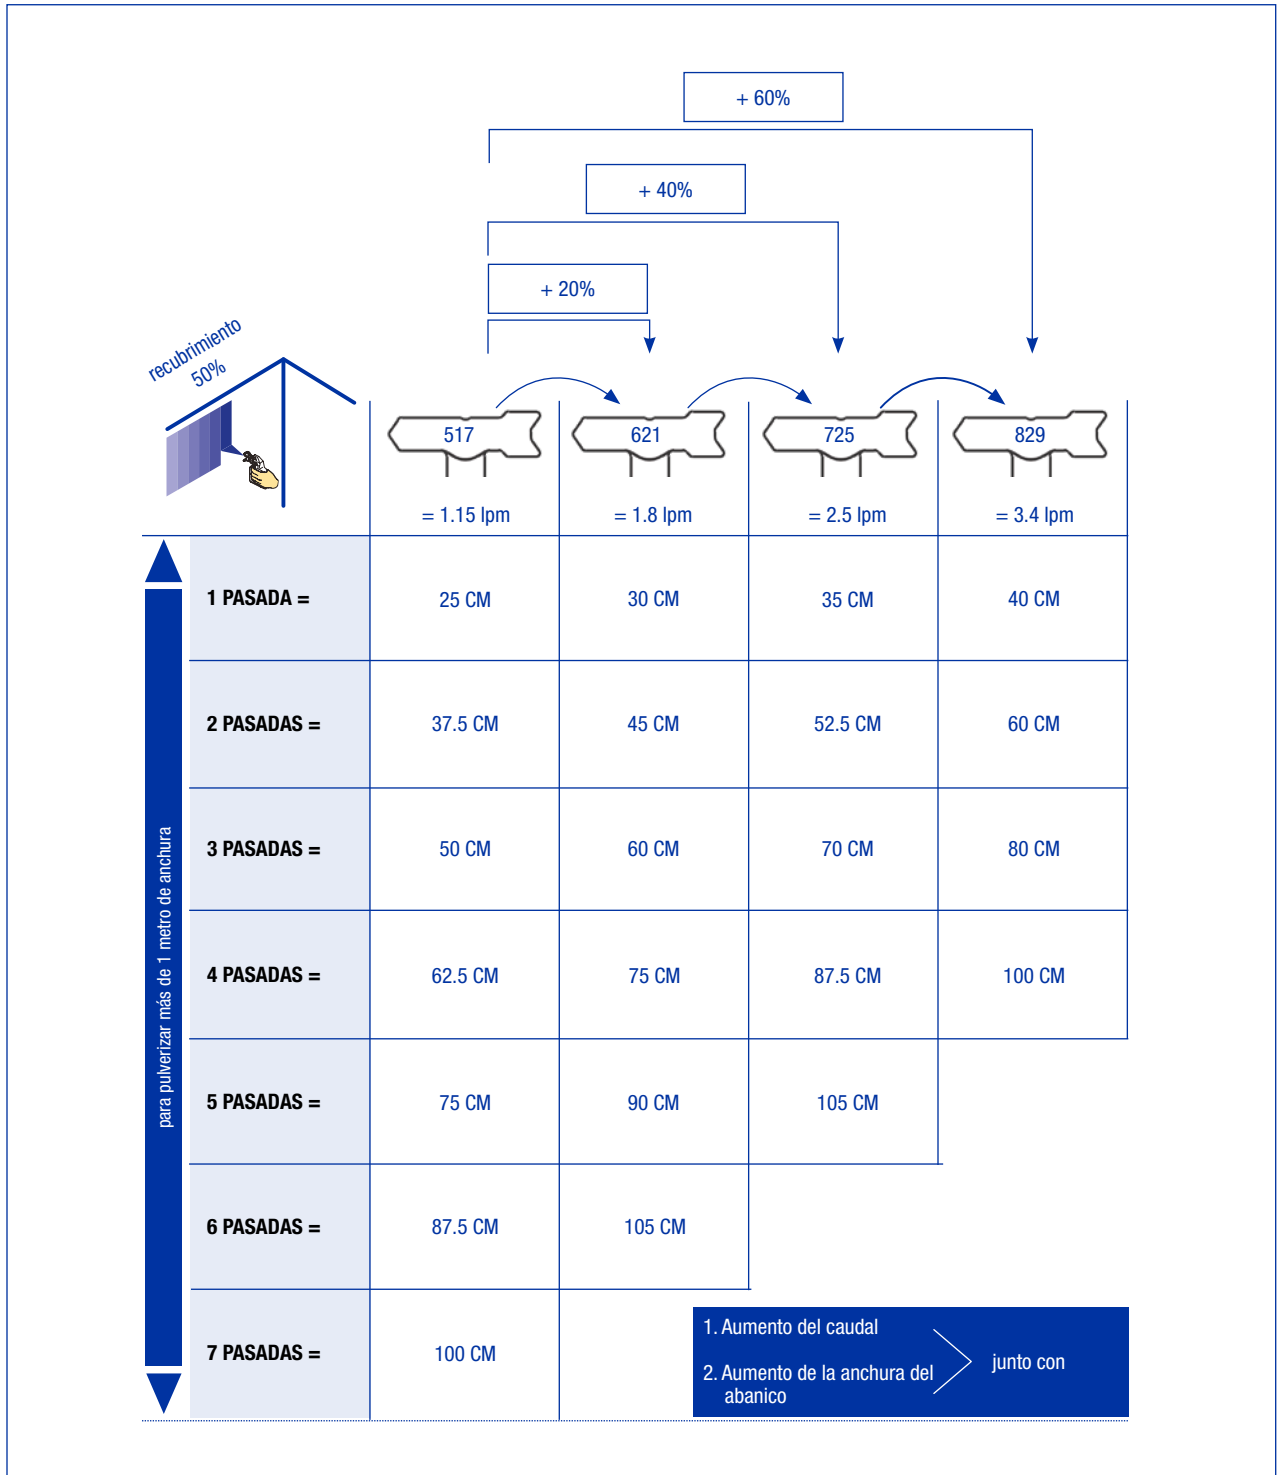 + 60%
+ 40%
+ 20%
recubrimiento
50%
517
621
725
829
= 1.15 lpm
= 1.8 lpm
= 2.5 lpm
= 3.4 lpm
para pulverizar más de 1 metro de anchura
1 PASADA =
25 CM
30 CM
35 CM
40 CM
2 PASADAS =
37.5 CM
45 CM
52.5 CM
60 CM
3 PASADAS =
50 CM
60 CM
70 CM
80 CM
4 PASADAS =
62.5 CM
75 CM
87.5 CM
100 CM
5 PASADAS =
75 CM
90 CM
105 CM
6 PASADAS =
87.5 CM
105 CM
7 PASADAS =
100 CM
1. Aumento del caudal
2. Aumento de la anchura del
abanico
junto con